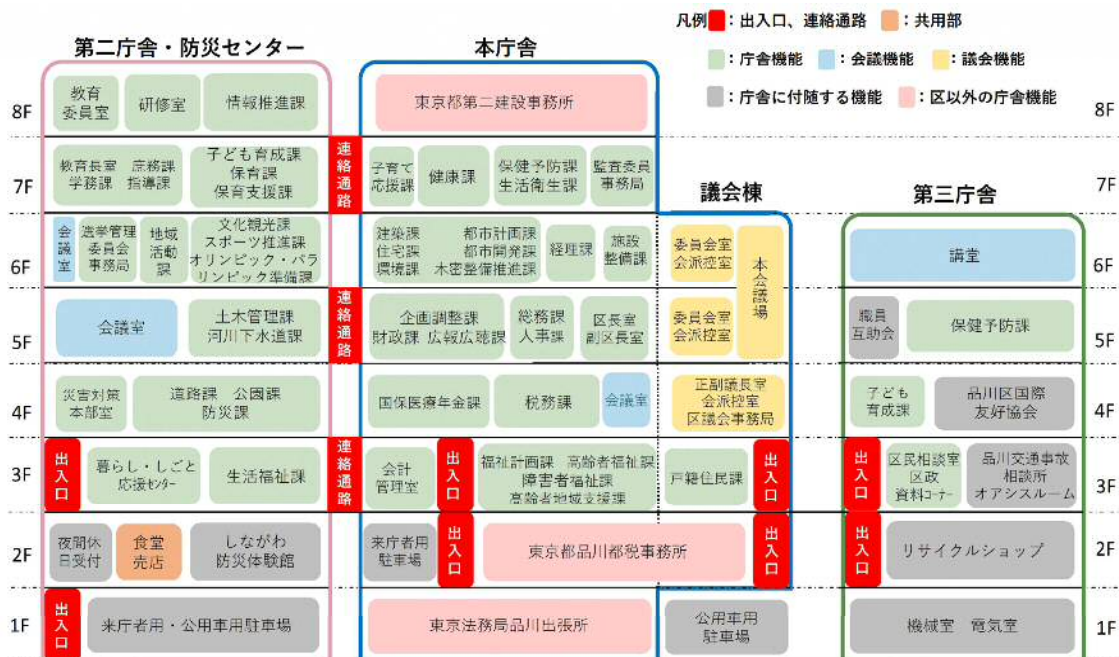 凡例 ：出入口、連絡通路 ：共用部
：庁舎機能 ：会議機能 ：議会機能
：庁舎に付随する機能 ：区以外の庁舎機能
第二庁舎・防災センター
本庁舎
議会棟
第三庁舎
8F
教育
委員室
研修室
情報推進課
東京都第二建設事務所
8F
7F
教育長室 庶務課
学務課 指導課
子ども育成課
保育課
保育支援課
連絡通路
子育て
応援課
健康課
保健予防課
生活衛生課
監査委員
事務局
7F
6F
会議室
選挙管理
委員会
事務局
地域
活動
課
文化観光課
スポーツ推進課
オリンピック・パラ
リンピック準備課
建築課 都市計画課
住宅課 都市開発課
環境課 木密整備推進課
経理課
施設
整備課
委員会室
会派控室
本会議場
講堂
6F
5F
会議室
土木管理課
河川下水道課
連絡通路
企画調整課
財政課 広報広聴課
総務課
人事課
区長室
副区長室
委員会室
会派控室
職員
互助会
保健予防課
5F
4F
災害対策
本部室
道路課 公園課
防災課
国保医療年金課
税務課
会議室
正副議長室
会派控室
区議会事務局
子ども
育成課
品川区国際
友好協会
4F
3F
出入口
暮らし・しごと
応援センター
生活福祉課
連絡通路
会計
管理室
出入口
福祉計画課 高齢者福祉課
障害者福祉課
高齢者地域支援課
戸籍住民課
出入口
出入口
区民相談室
区政
資料コーナー
品川交通事故
相談所
オアシスルーム
3F
2F
夜間休
日受付
食堂
売店
しながわ
防災体験館
来庁者用
駐車場
出入口
東京都品川都税事務所
出入口
出入口
リサイクルショップ
2F
1F
出入口
来庁者用・公用車用駐車場
東京法務局品川出張所
公用車用
駐車場
機械室 電気室
1F